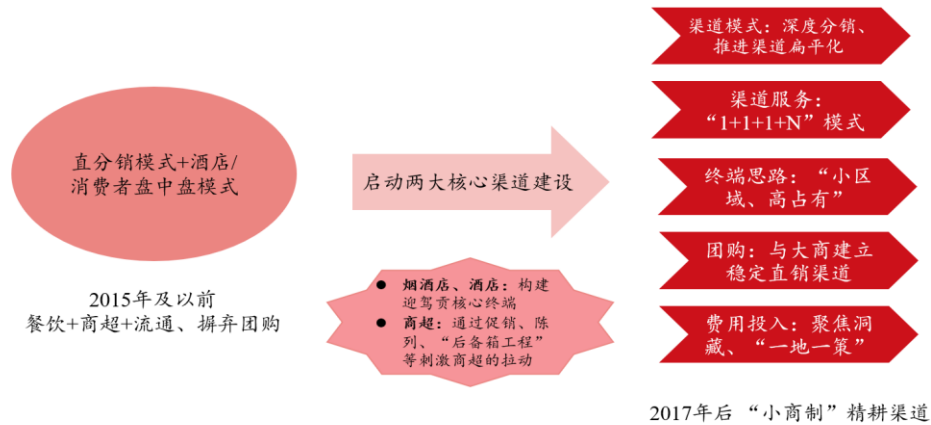 直分销模式+酒店/
消费者盘中盘模式
2015年及以前
餐饮+商超+流通、摒弃团购
启动两大核心渠道建设
● 烟酒店、酒店：构建
迎驾贡核心终端
● 商超：通过促销、陈
列、“后备箱工程”
等刺激商超的拉动
渠道模式：深度分销、
推进渠道扁平化
渠道服务：
“1+1+1+N”模式
终端思路：“小区
域、高占有”
团购：与大商建立
稳定直销渠道
费用投入：聚焦洞
藏、“一地一策”
2017年后 “小商制”精耕渠道